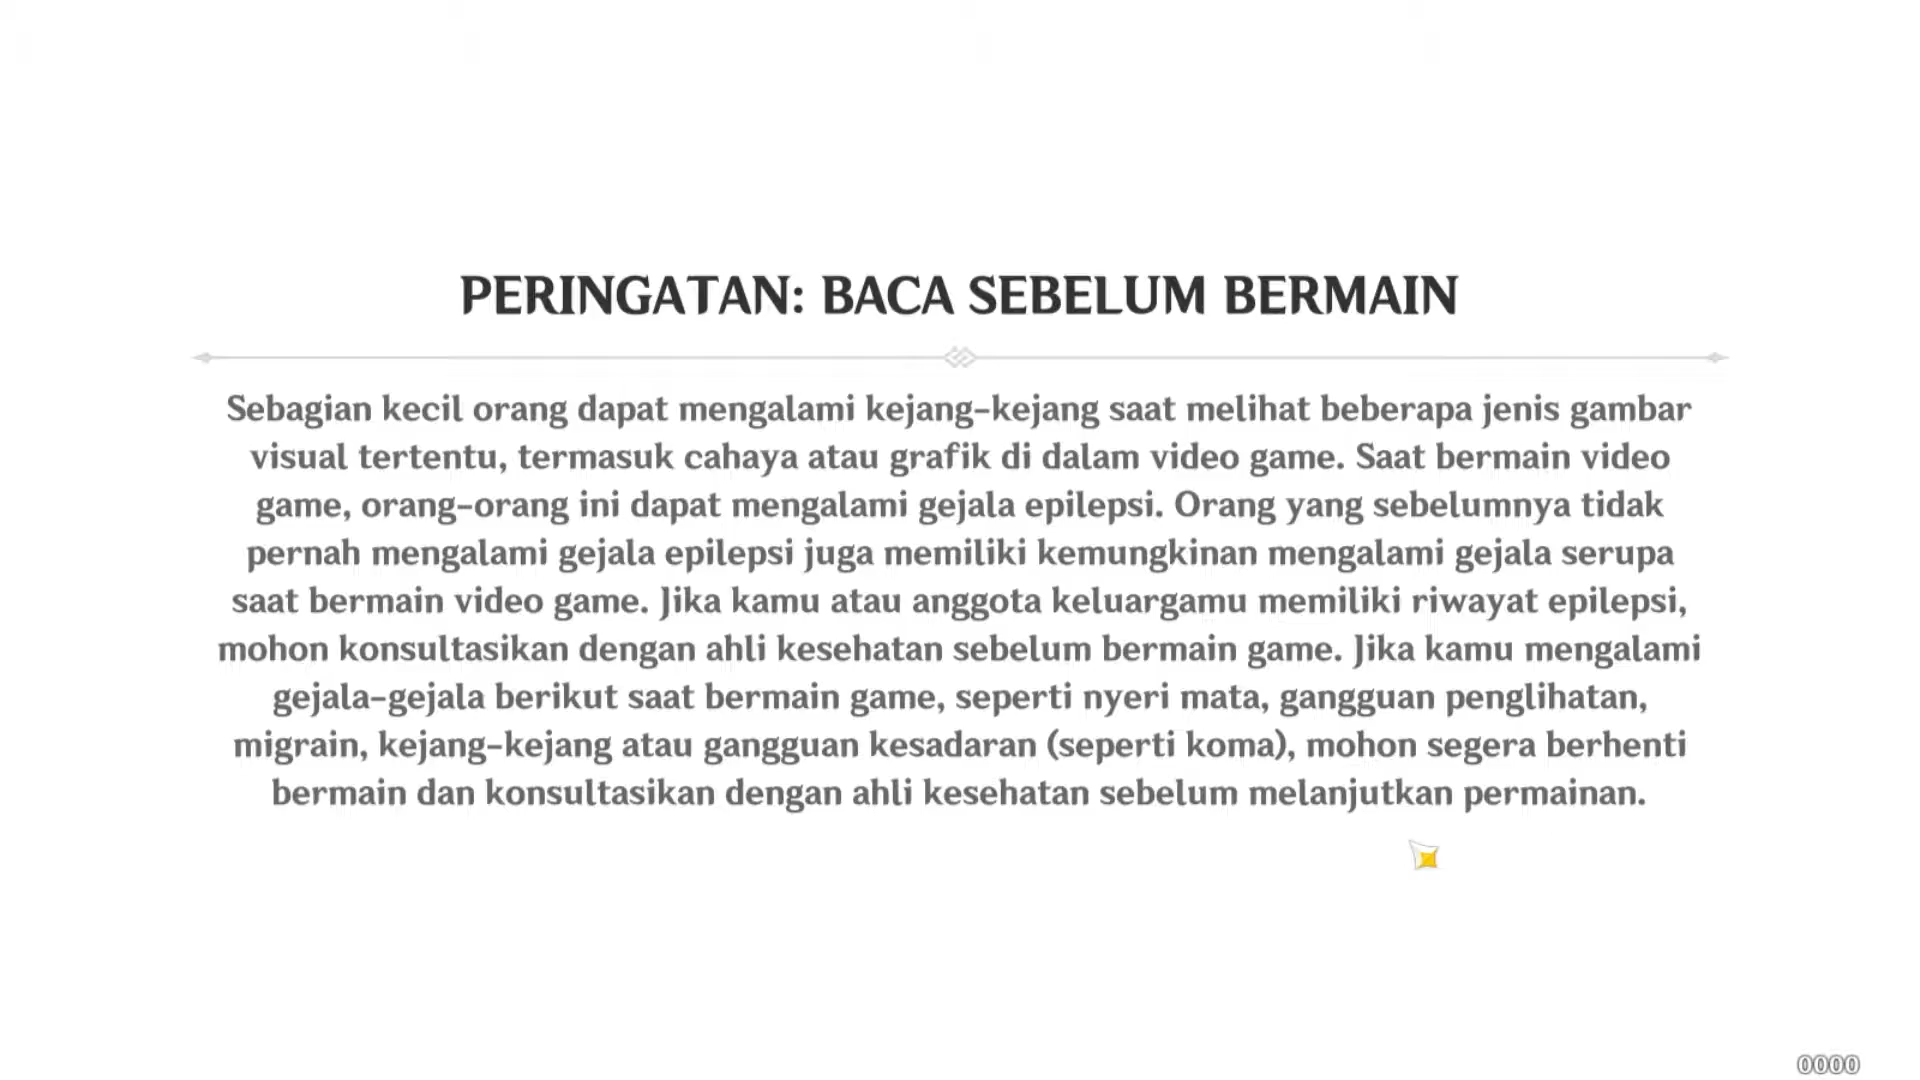 PERINGATAN: BACA SEBELUM BERMAIN
Sebagian kecil orang dapat mengalami kejang-kejang saat melihat beberapa jenis gambar
visual tertentu, termasuk cahaya atau grafik di dalam video game. Saat bermain video
game, orang-orang ini dapat mengalami gejala epilepsi. Orang yang sebelumnya tidak
pernah mengalami gejala epilepsi juga memiliki kemungkinan mengalami gejala serupa
saat bermain video game. Jika kamu atau anggota keluargamu memiliki riwayat epilepsi,
mohon konsultasikan dengan ahli kesehatan sebelum bermain game. Jika kamu mengalami
gejala-gejala berikut saat bermain game, seperti nyeri mata, gangguan penglihatan,
migrain, kejang-kejang atau gangguan kesadaran (seperti koma), mohon segera berhenti
bermain dan konsultasikan dengan ahli kesehatan sebelum melanjutkan permainan.
0000